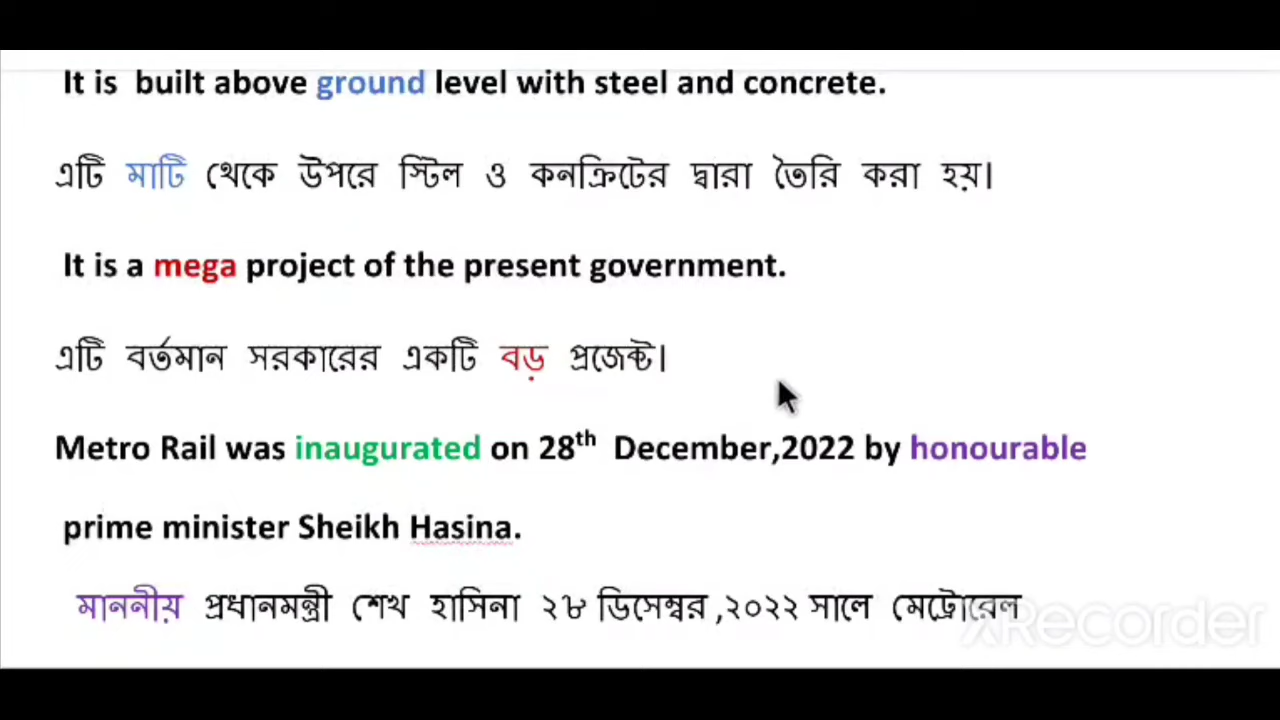 It is built above ground level with steel and concrete.
এটি মাটি থেকে উপরে স্টিল ও কনক্রিটের দ্বারা তৈরি করা হয়।
It is a mega project of the present government.
এটি বর্তমান সরকারের একটি বড় প্রজেক্ট।
Metro Rail was inaugurated on 28th December,2022 by honourable
prime minister Sheikh Hasina.
মাননীয় প্রধানমন্ত্রী শেখ হাসিনা ২৮ ডিসেম্বর ,২০২২ সালে মেট্রোরেল
XRecorder